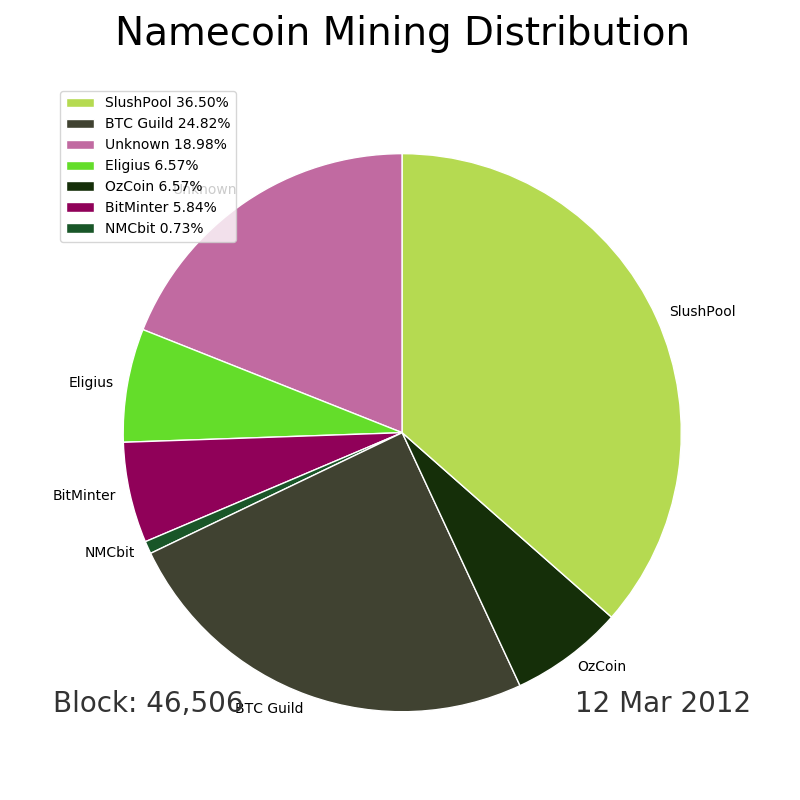 Namecoin Mining Distribution
SlushPool 36.50%
BTC Guild 24.82%
Unknown 18.98%
Eligius 6.57%
OzCoin 6.57%
BitMinter 5.84%
NMCbit 0.73%
Unknown
SlushPool
Eligius
BitMinter
NMCbit
OzCoin
BTC Guild
Block: 46,506
12 Mar 2012